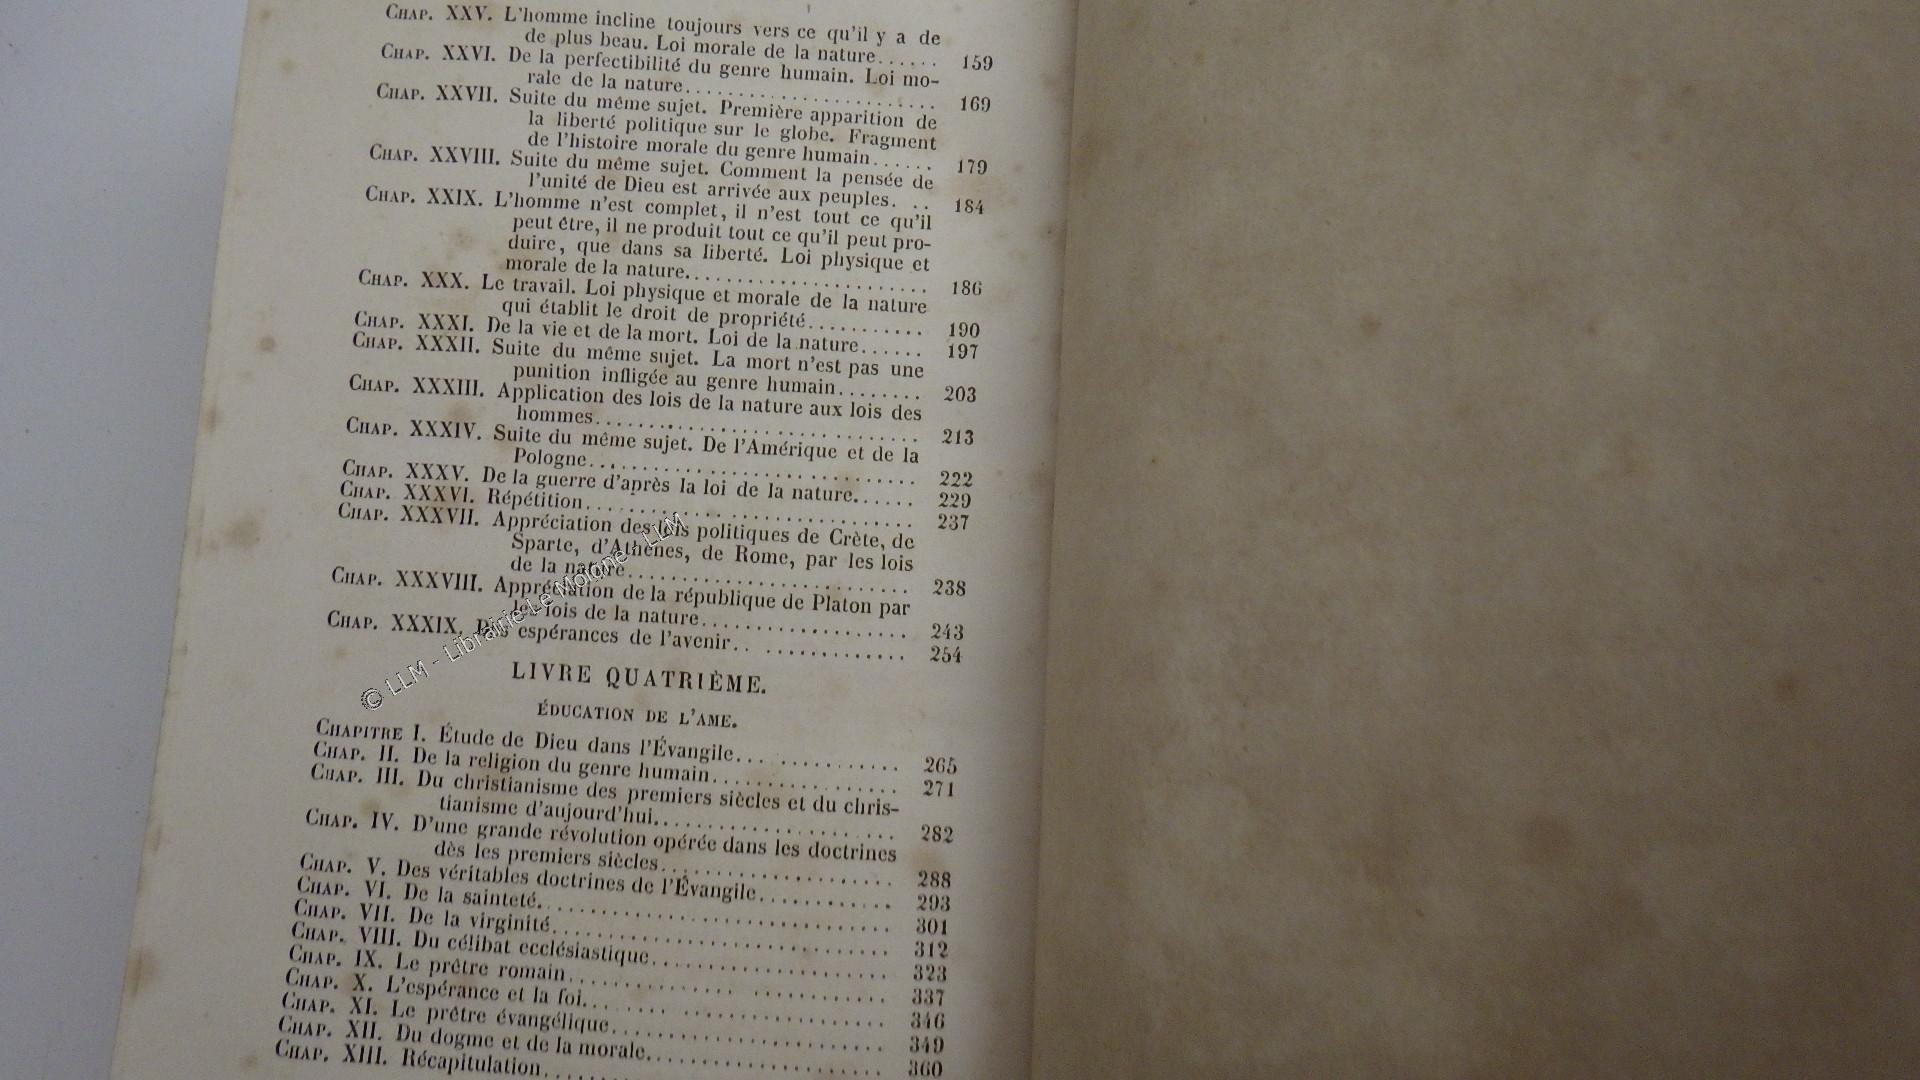 CHAP. XXV. L'homme incline toujours vers ce qu'il y a de
de plus beau. Loi morale de la nature...... 159
CHAP. XXVI. De la perfectibilité du genre humain. Loi mo-
rale de la nature........................ 169
CHAP. XXVII. Suite du même sujet. Première apparition de
la liberté politique sur le globe. Fragment
de l'histoire morale du genre humain...... 179
CHAP. XXVIII. Suite du même sujet. Comment la pensée de
l'unité de Dieu est arrivée aux peuples. .. 184
CHAP. XXIX. L'homme n'est complet, il n'est tout ce qu'il
peut être, il ne produit tout ce qu'il peut pro-
duire, que dans sa liberté. Loi physique et
morale de la nature....................... 186
CHAP. XXX. Le travail. Loi physique et morale de la nature
qui établit le droit de propriété........... 190
CHAP. XXXI. De la vie et de la mort. Loi de la nature...... 197
CHAP. XXXII. Suite du même sujet. La mort n'est pas une
punition infligée au genre humain........ 203
CHAP. XXXIII. Application des lois de la nature aux lois des
hommes............................... 213
CHAP. XXXIV. Suite du même sujet. De l'Amérique et de la
Pologne............................... 222
CHAP. XXXV. De la guerre d'après la loi de la nature...... 229
CHAP. XXXVI. Répétition............................ 237
CHAP. XXXVII. Appréciation des lois politiques de Crète, de
Sparte, d'Athènes, de Rome, par les lois
de la nature.......................... 238
CHAP. XXXVIII. Appréciation de la république de Platon par
les lois de la nature.................. 243
CHAP. XXXIX. Des espérances de l'avenir.. ............. 254
LIVRE QUATRIÈME.
ÉDUCATION DE L'AME.
CHAPITRE I. Étude de Dieu dans l'Évangile... ........... 265
CHAP. II. De la religion du genre humain............... 271
CHAP. III. Du christianisme des premiers siècles et du chris-
tianisme d'aujourd'hui.................... 282
CHAP. IV. D'une grande révolution opérée dans les doctrines
dès les premiers siècles................... 288
CHAP. V. Des véritables doctrines de l'Évangile............ 293
CHAP. VI. De la sainteté............................. 301
CHAP. VII. De la virginité............................ 312
CHAP. VIII. Du célibat ecclésiastique................... 323
CHAP. IX. Le prêtre romain.............. ........... 337
CHAP. X. L'espérance et la foi........ ................ 346
CHAP. XI. Le prêtre évangélique...................... 349
CHAP. XII. Du dogme et de la morale................... 360
CHAP. XIII. Récapitulation......
© LLM - Librairie Le Molone - LLM